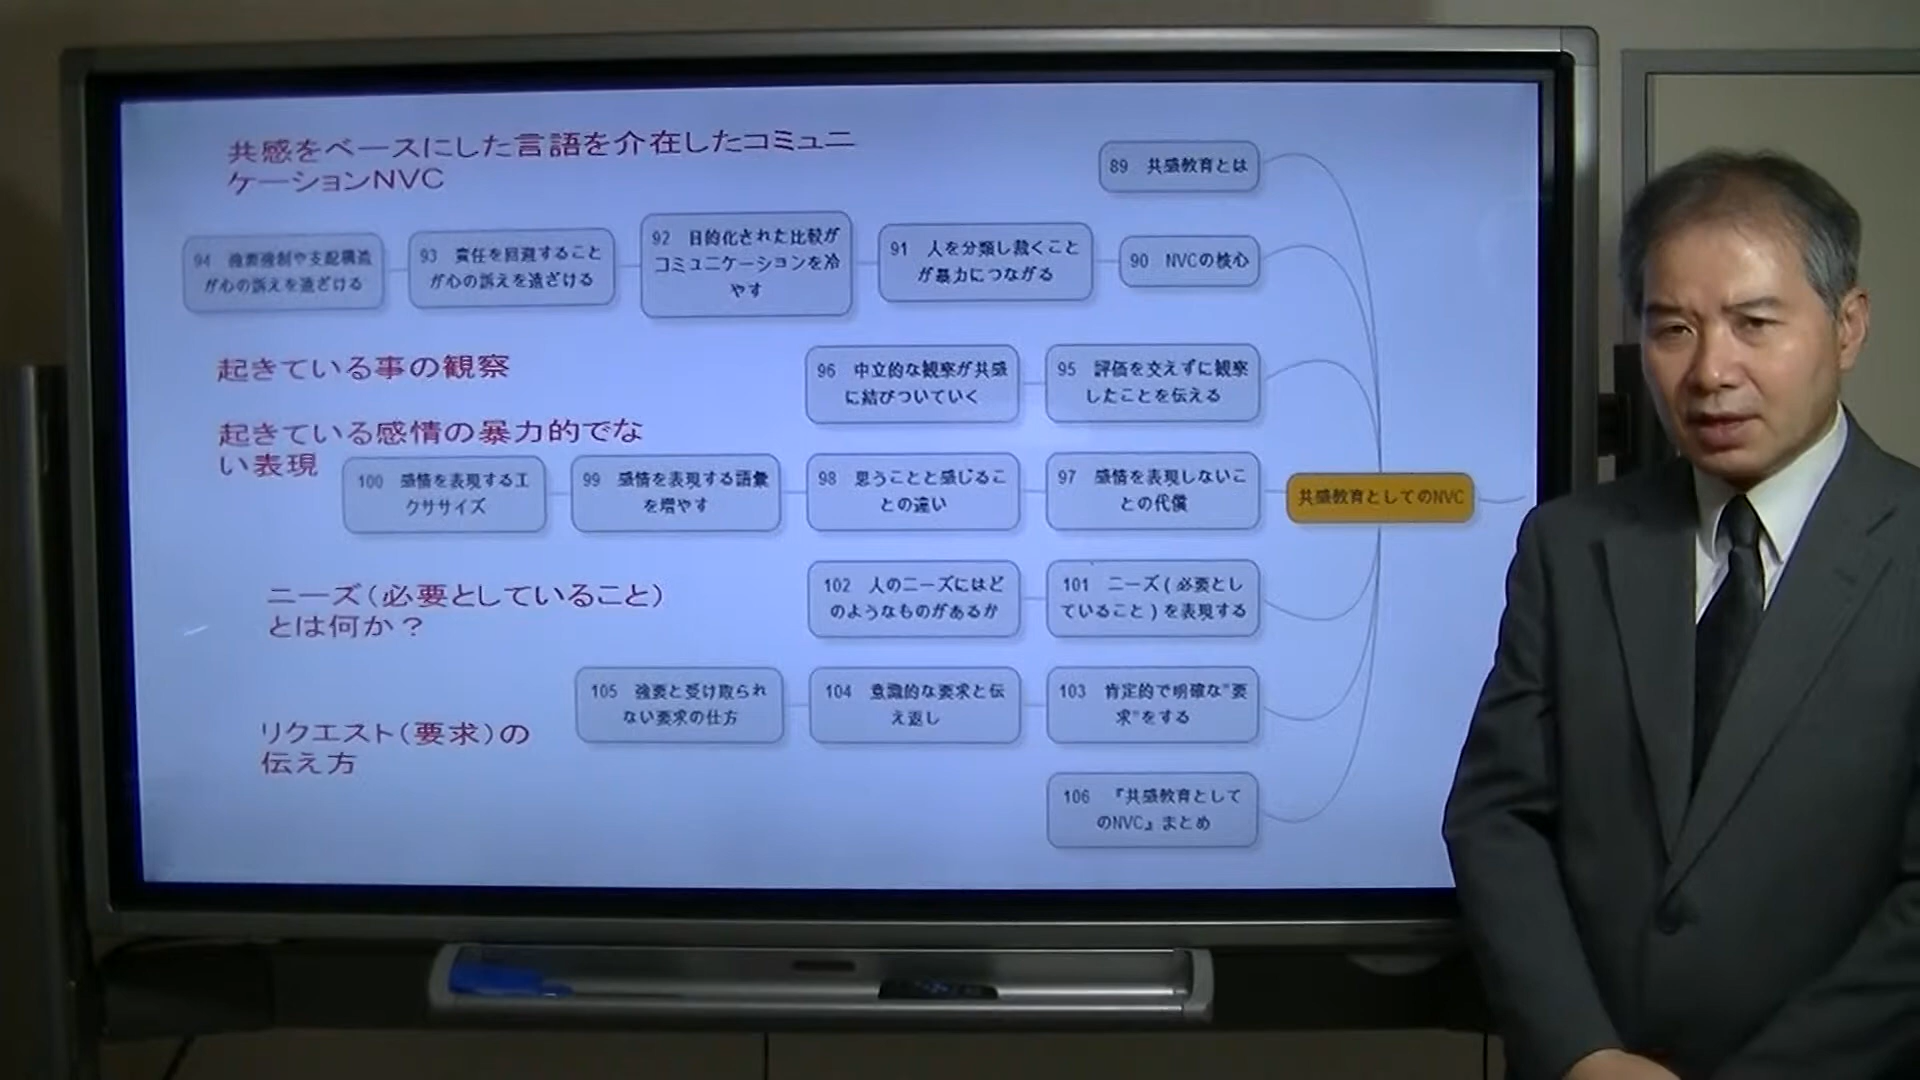 共感をベースにした言語を介在したコミュニ
ケーションNVC
89 共感教育とは
94 強要強制や支配構造
が心の訴えを遠ざける
93 責任を回避すること
が心の訴えを遠ざける
92 目的化された比較が
コミュニケーションを冷
やす
91 人を分類し裁くこと
が暴力につながる
90 NVCの核心
起きている事の観察
96 中立的な観察が共感
に結びついていく
95 評価を交えずに観察
したことを伝える
起きている感情の暴力的でな
い表現
100 感情を表現するエ
クササイズ
99 感情を表現する語彙
を増やす
98 思うことと感じるこ
との違い
97 感情を表現しないこ
との代償
共感教育としてのNVC
ニーズ(必要としていること)
とは何か?
102 人のニーズにはど
のようなものがあるか
101 ニーズ(必要とし
ていること)を表現する
リクエスト(要求)の
伝え方
105 強要と受け取られ
ない要求の仕方
104 意識的な要求と伝
え返し
103 肯定的で明確な"要
求"をする
106 『共感教育として
のNVC』まとめ